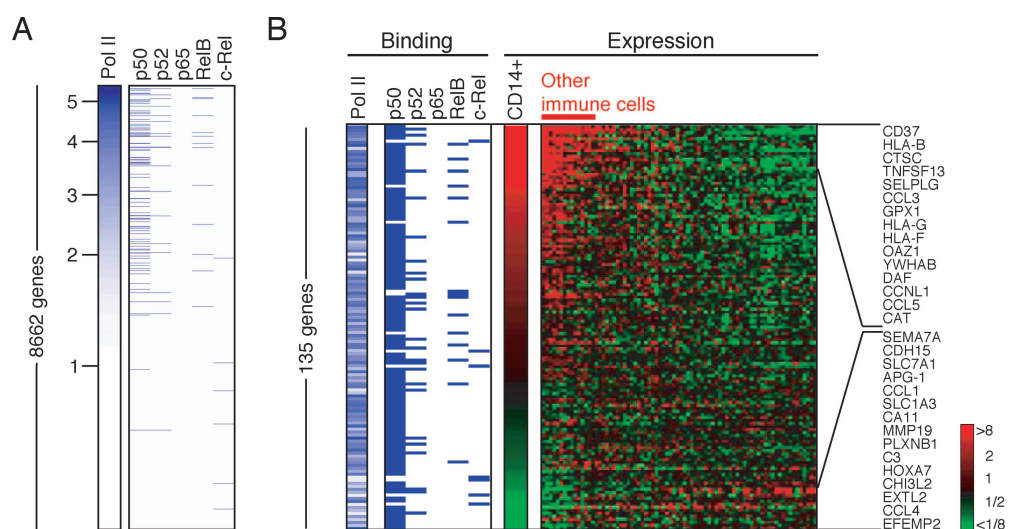 A
B
Binding
Expression
Pol II
p50
p52
p65
RelB
c-Rel
Pol II
p50
p52
p65
RelB
c-Rel
CD14+
Other
immune cells
8662 genes
5
4
3
2
1
135 genes
CD37
HLA-B
CTSC
TNFSF13
SELPLG
CCL3
GPX1
HLA-G
HLA-F
OAZ1
YWHAB
DAF
CCNL1
CCL5
CAT
SEMA7A
CDH15
SLC7A1
APG-1
CCL1
SLC1A3
CA11
MMP19
PLXNB1
C3
HOXA7
CHI3L2
EXTL2
CCL4
EFEMP2
>8
2
1
1/2
<1/8